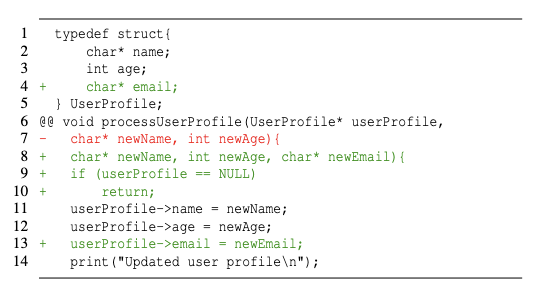 1 typedef struct{
2 char* name;
3 int age;
4 + char* email;
5 } UserProfile;
6 @@ void processUserProfile(UserProfile* userProfile,
7 - char* newName, int newAge){
8 + char* newName, int newAge, char* newEmail){
9 + if (userProfile == NULL)
10 + return;
11 userProfile->name = newName;
12 userProfile->age = newAge;
13 + userProfile->email = newEmail;
14 print("Updated user profile\n");